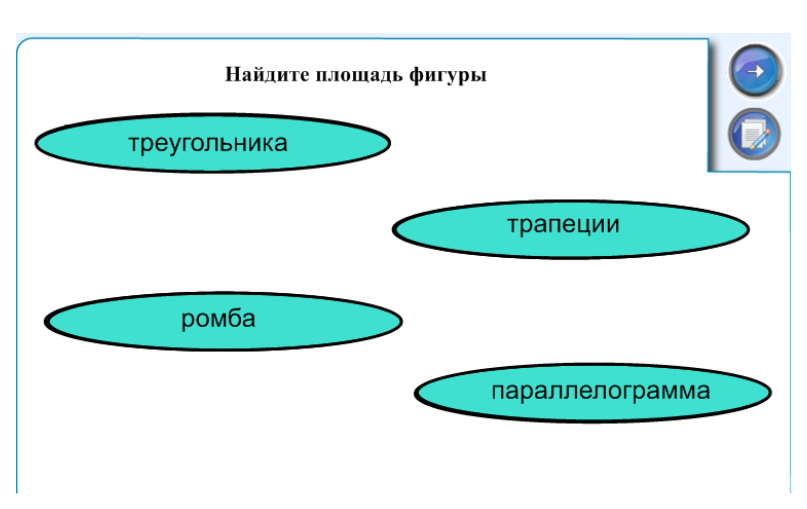 Найдите площадь фигуры
треугольника
трапеции
ромба
параллелограмма